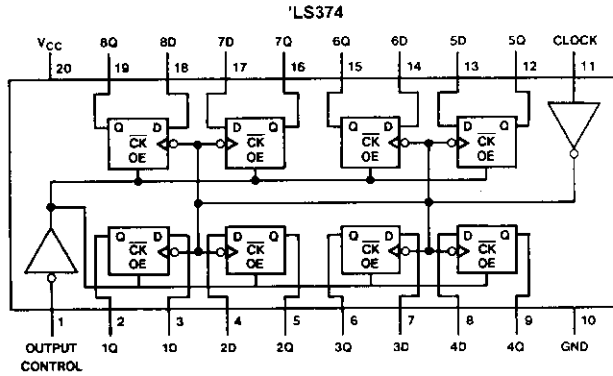 'LS374
VCC 8Q 8D 7D 7Q 6Q 6D 5D 5Q CLOCK
20 19 18 17 16 15 14 13 12 11
Q D D Q Q D D Q
CK CK CK CK
OE OE OE OE
Q D D Q Q D D Q
CK CK CK CK
OE OE OE OE
1 2 3 4 5 6 7 8 9 10
OUTPUT CONTROL 1Q 1D 2D 2Q 3Q 3D 4D 4Q GND